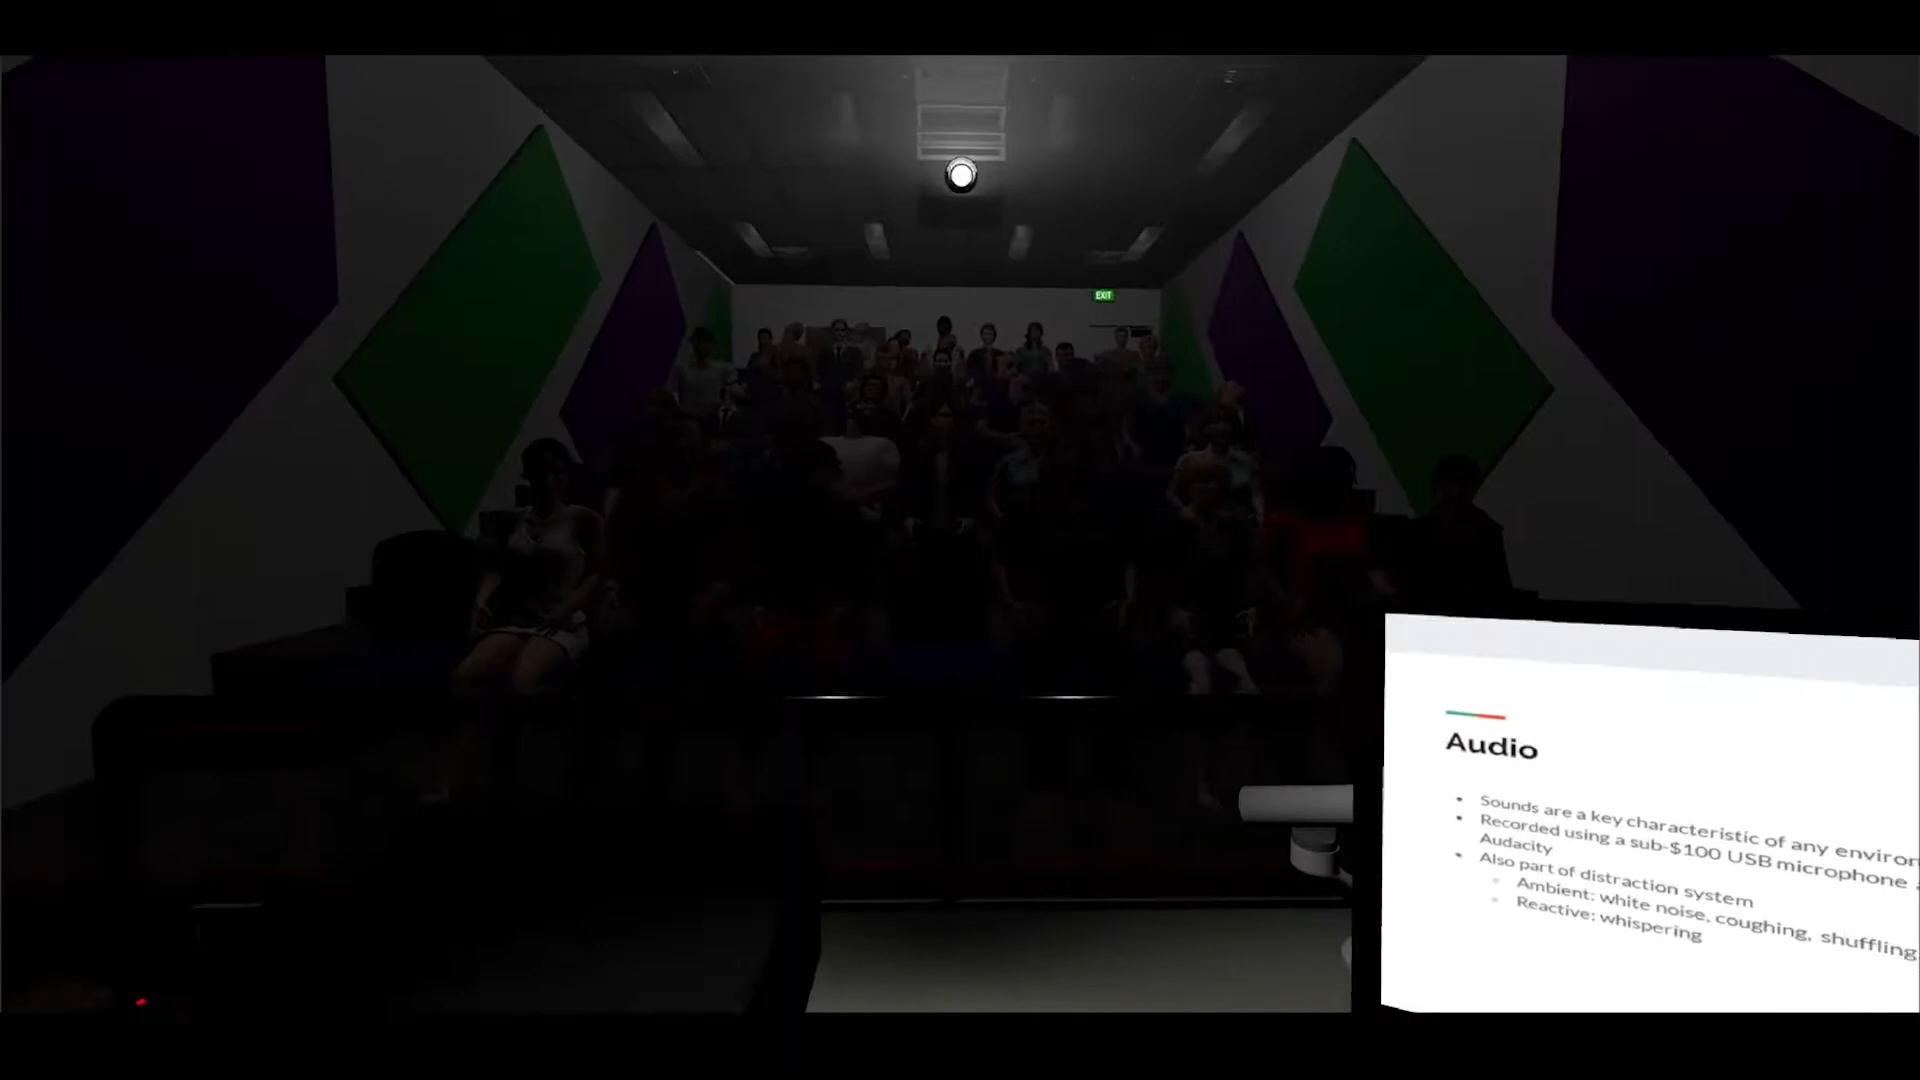 EXIT
Audio
Sounds are a key characteristic of any
Recorded using a sub-$100 USB microphone
Audacity
Also part of distraction system
Ambient: white noise, coughing, shuffling
Reactive: whispering